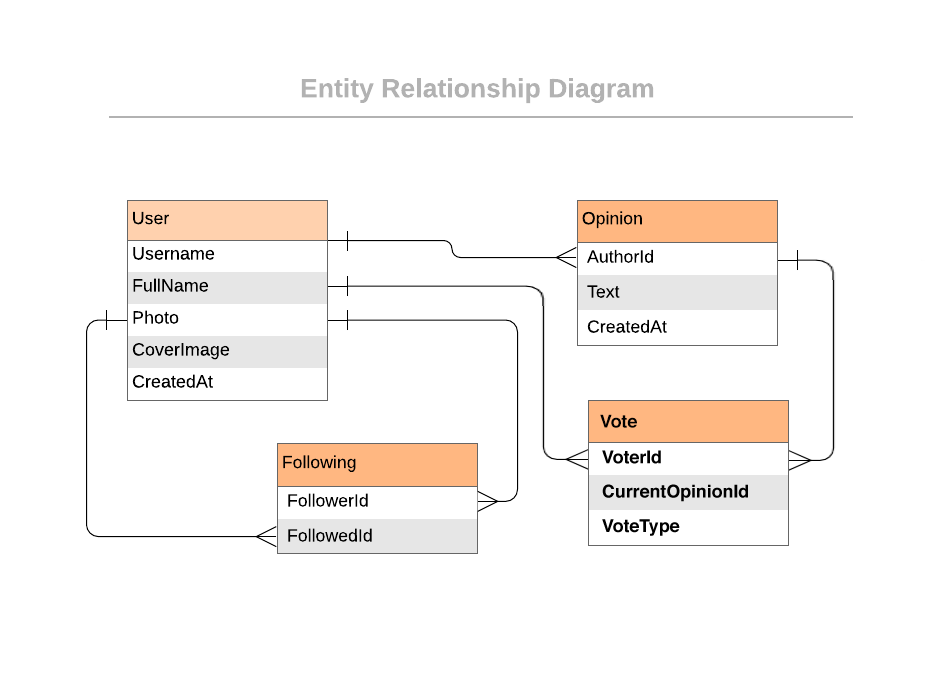 Entity Relationship Diagram
User
Username
FullName
Photo
CoverImage
CreatedAt
Opinion
AuthorId
Text
CreatedAt
Following
FollowerId
FollowedId
Vote
VoterId
CurrentOpinionId
VoteType